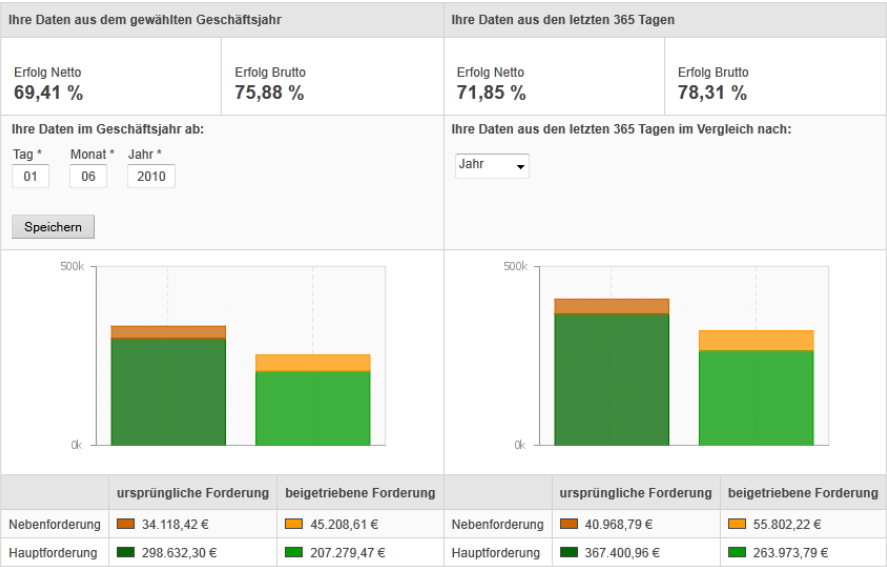 Ihre Daten aus dem gewählten Geschäftsjahr
Ihre Daten aus den letzten 365 Tagen
Erfolg Netto
69,41 %
Erfolg Brutto
75,88 %
Erfolg Netto
71,85 %
Erfolg Brutto
78,31 %
Ihre Daten im Geschäftsjahr ab:
Tag * Monat * Jahr *
01 06 2010
Speichern
Ihre Daten aus den letzten 365 Tagen im Vergleich nach:
Jahr
500k
0k
500k
0k
ursprüngliche Forderung beigetriebene Forderung
Nebenforderung 34.118,42 € 45.208,61 €
Hauptforderung 298.632,30 € 207.279,47 €
ursprüngliche Forderung beigetriebene Forderung
Nebenforderung 40.968,79 € 55.802,22 €
Hauptforderung 367.400,96 € 263.973,79 €